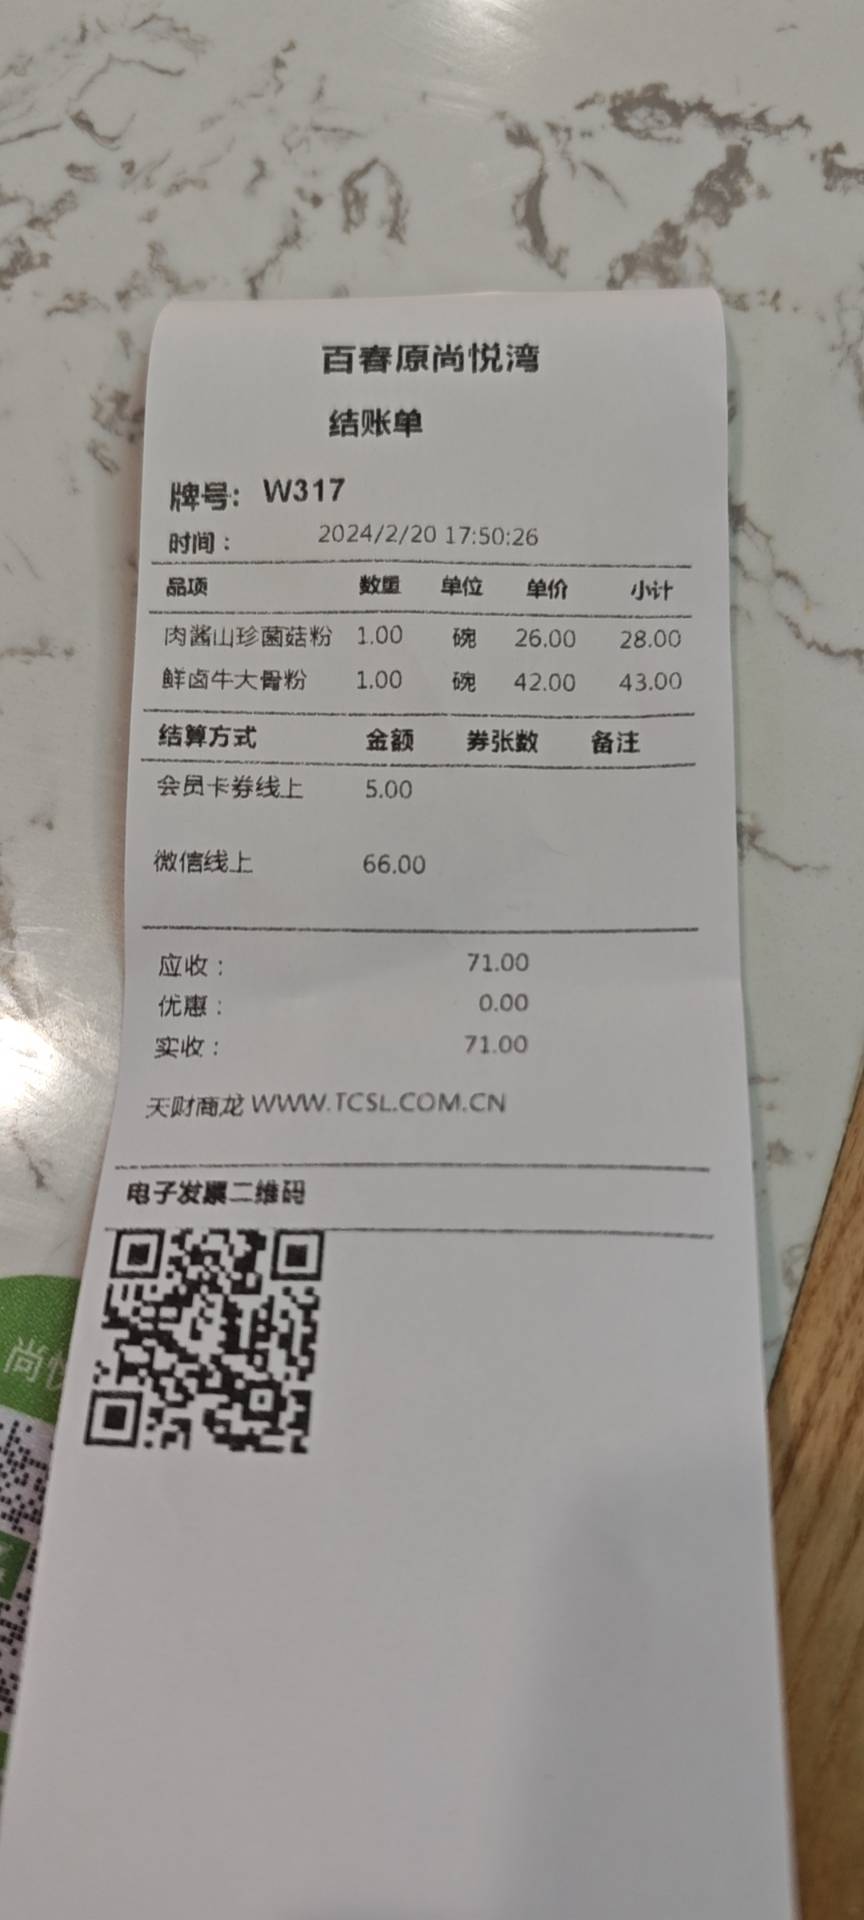 百春原尚悦湾
结账单
牌号: W317
时间: 2024/2/20 17:50:26
品项 数量 单位 单价 小计
肉酱山珍菌菇粉 1.00 碗 26.00 28.00
鲜卤牛大骨粉 1.00 碗 42.00 43.00
结算方式 金额 券张数 备注
会员卡券线上 5.00
微信线上 66.00
应收: 71.00
优惠: 0.00
实收: 71.00
天财商龙 WWW.TCSL.COM.CN
电子发票二维码
尚悦